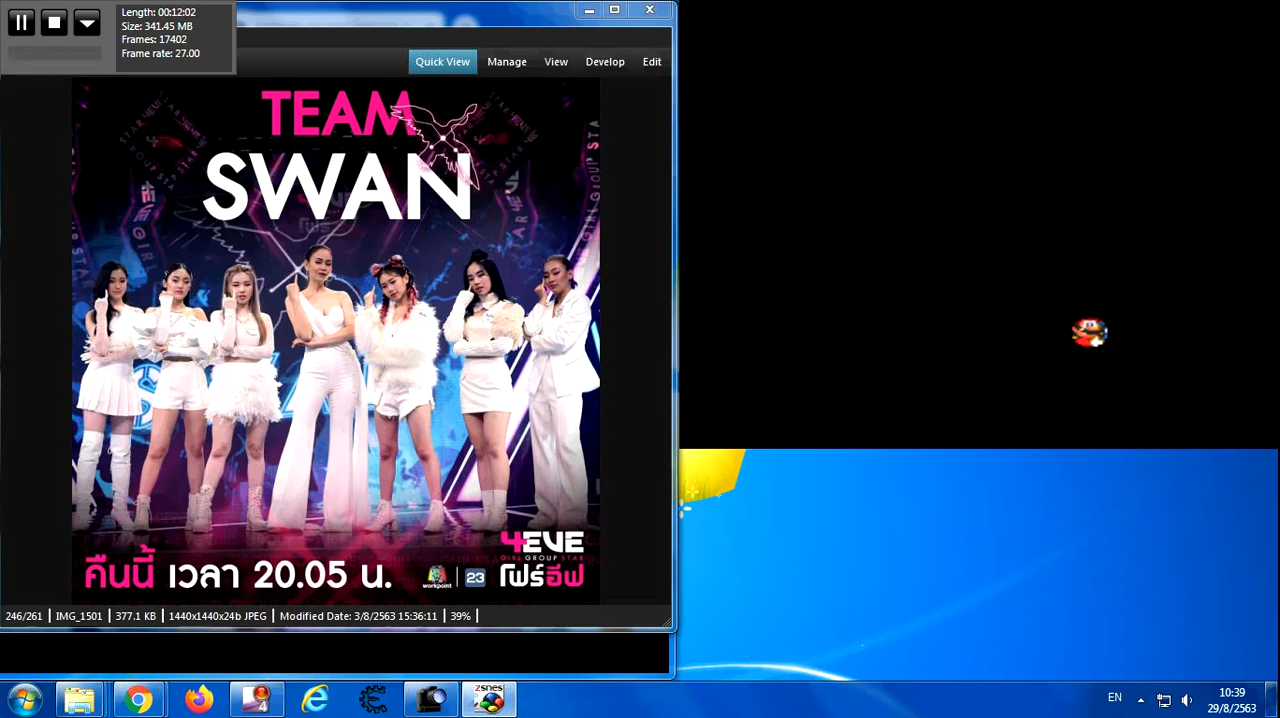 Length: 00:12:02
Size: 341.45 MB
Frames: 17402
Frame rate: 27.00
Quick View Manage View Develop Edit
TEAM
SWAN
4EVE
GIRL GROUP STAR
คืนนี้ เวลา 20.05 น. workpoint 23 โฟร์อีฟ
246/261 IMG_1501 377.1 KB 1440x1440x24b JPEG Modified Date: 3/8/2563 15:36:11 39%
zsnes
4
EN 10:39
29/8/2563